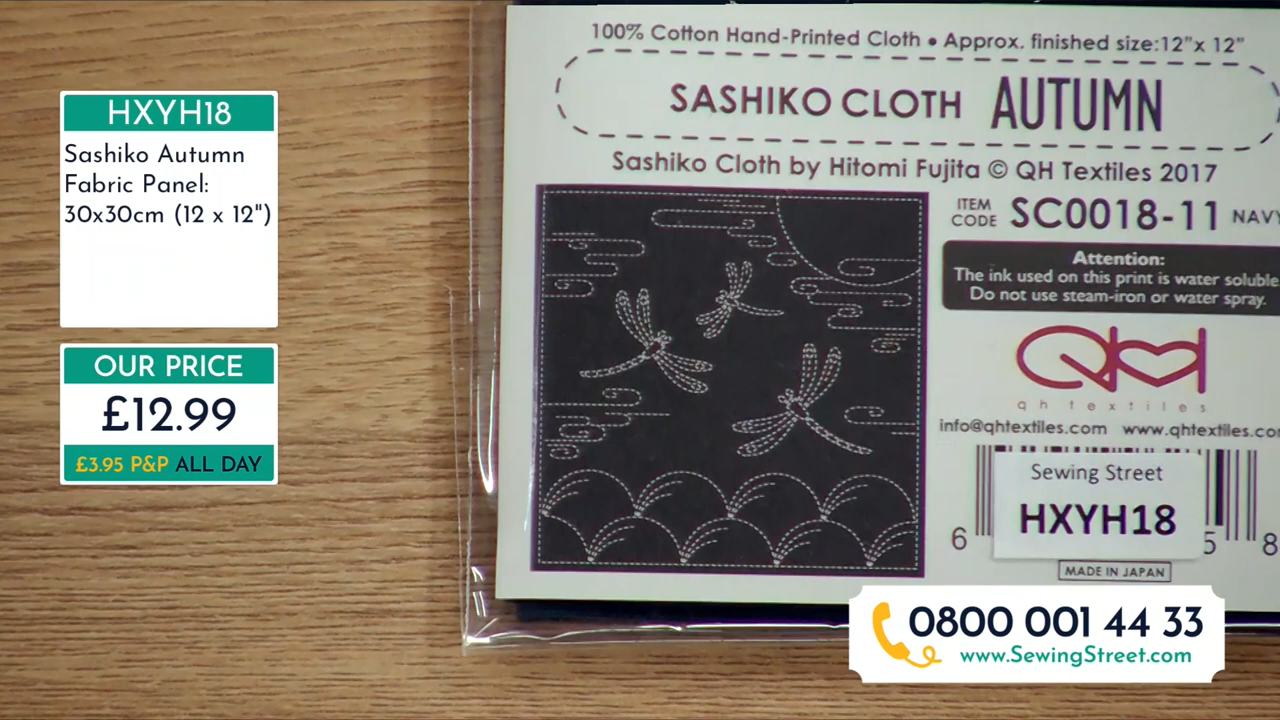 HXYH18
Sashiko Autumn
Fabric Panel:
30x30cm (12 x 12")
OUR PRICE
£12.99
£3.95 P&P ALL DAY
100% Cotton Hand-Printed Cloth • Approx. finished size:12"x 12"
SASHIKO CLOTH AUTUMN
Sashiko Cloth by Hitomi Fujita © QH Textiles 2017
ITEM CODE SC0018-11 NAVY
Attention:
The ink used on this print is water soluble
Do not use steam-iron or water spray.
QH
qh textiles
info@qhtextiles.com www.qhtextiles.co
Sewing Street
HXYH18
6 5 8
MADE IN JAPAN
0800 001 44 33
www.SewingStreet.com